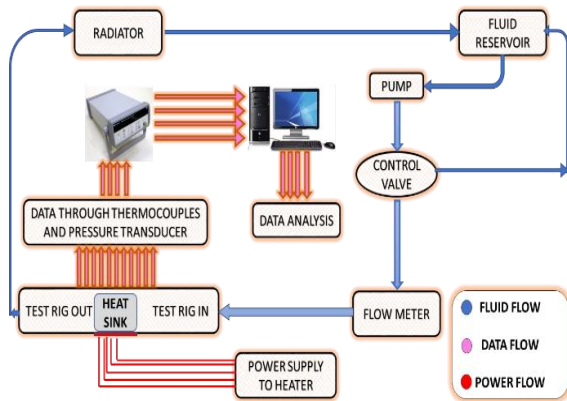 RADIATOR
FLUID
RESERVOIR
PUMP
CONTROL
VALVE
DATA THROUGH THERMOCOUPLES
AND PRESSURE TRANSDUCER
DATA ANALYSIS
TEST RIG OUT
HEAT
SINK
TEST RIG IN
FLOW METER
POWER SUPPLY
TO HEATER
FLUID FLOW
DATA FLOW
POWER FLOW